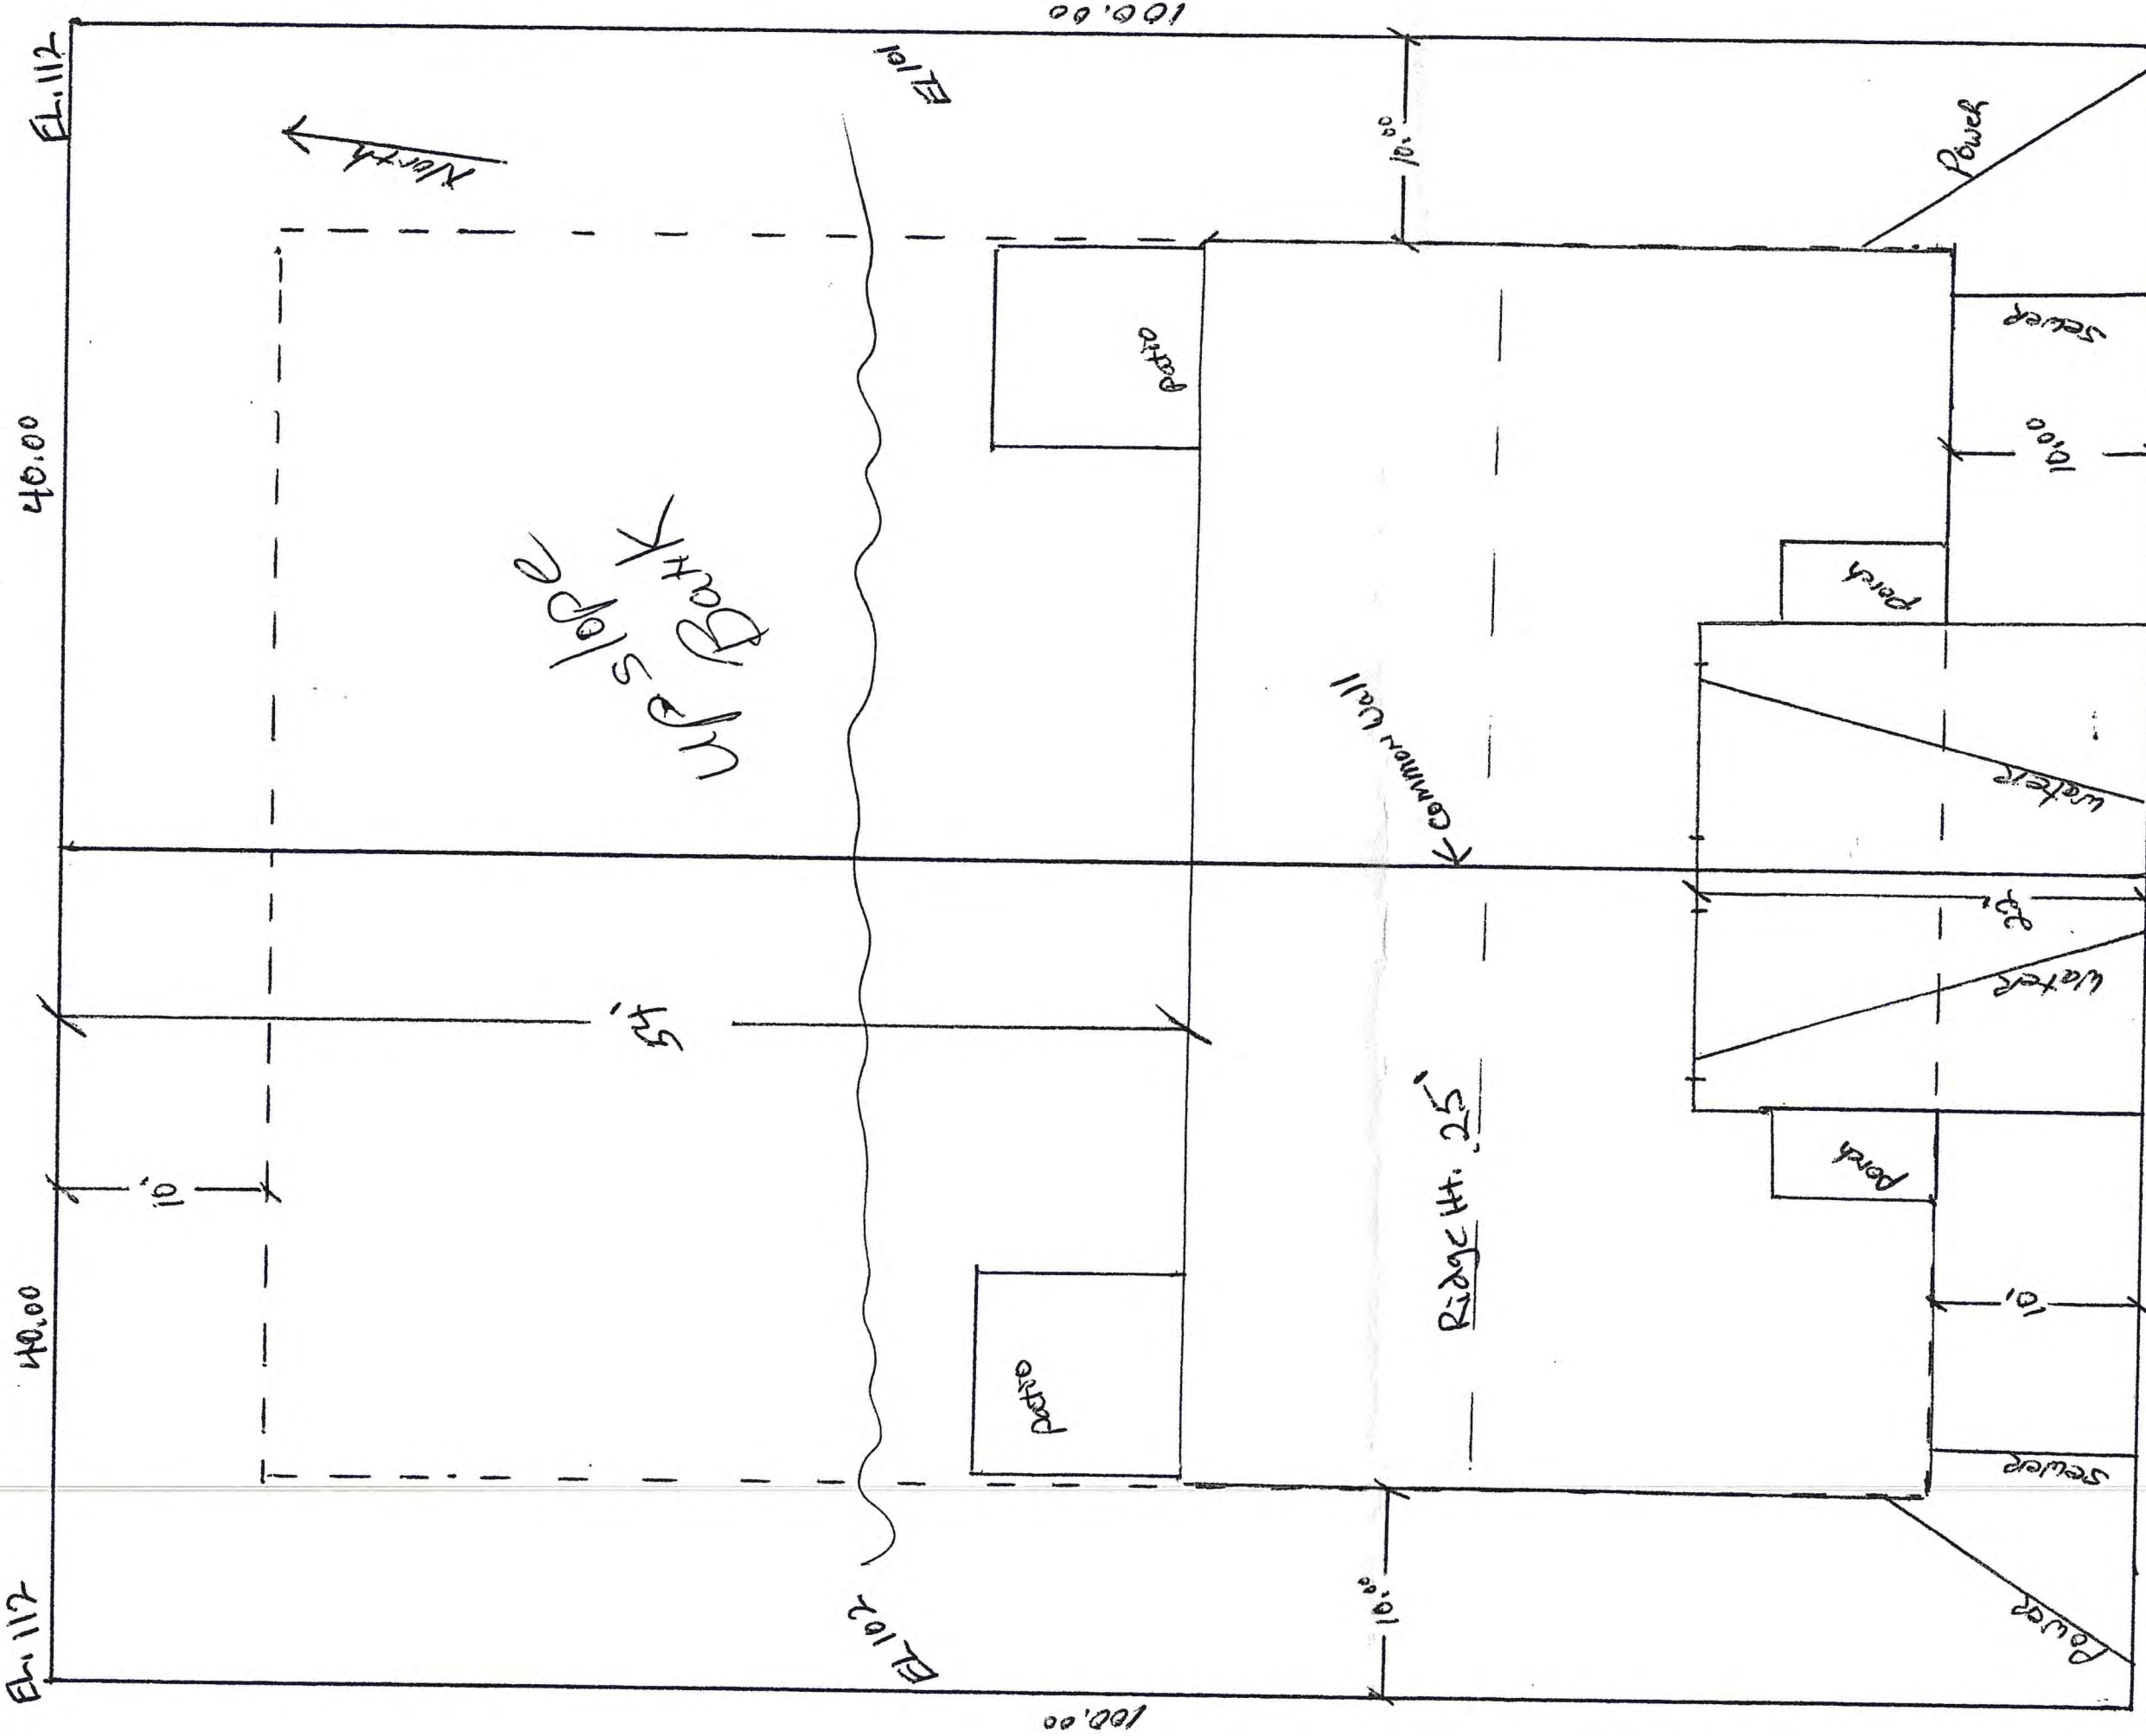 EL. 112
40.00
40.00
EL. 112
North
10'
54'
UP slope
Bank
EL 102
EL 101
patio
patio
100.00
100.00
10.00
10.00
Common Wall
Ridge Ht. 25'
porch
porch
Power
sewer
10'
water
20'
water
10.00
sewer
Power